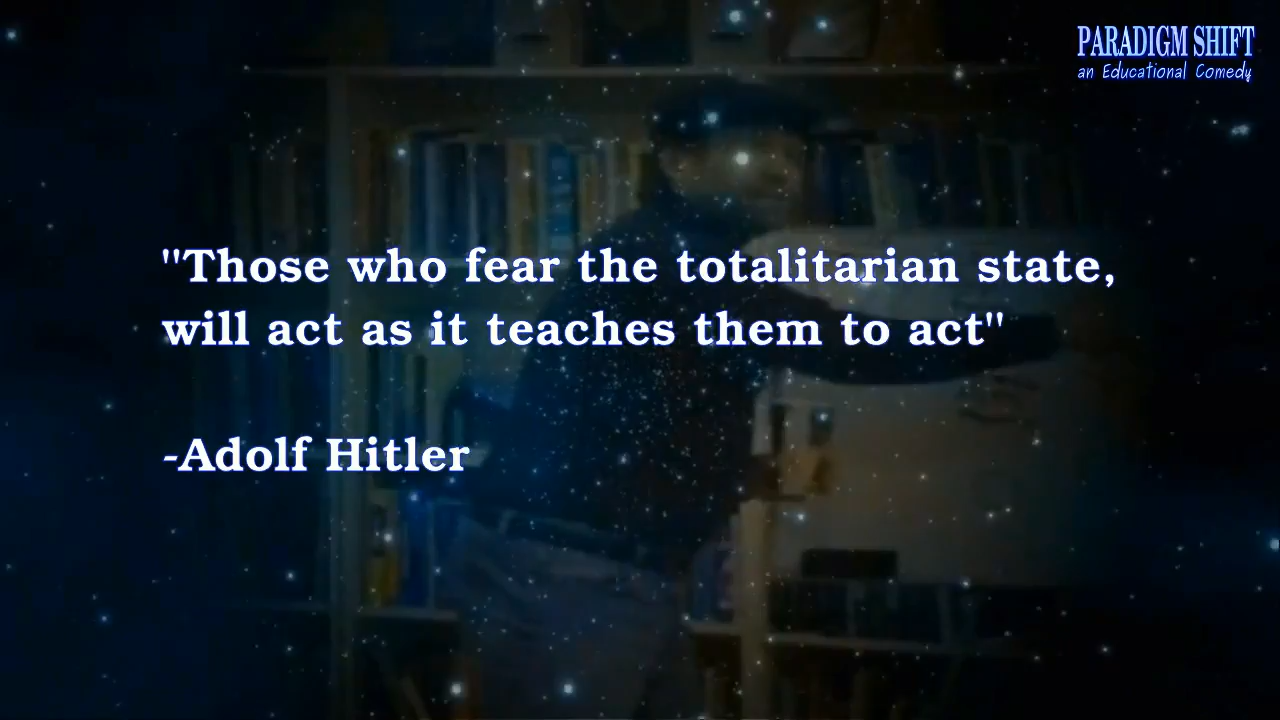 PARADIGM SHIFT
an Educational Comedy
"Those who fear the totalitarian state,
will act as it teaches them to act"
-Adolf Hitler